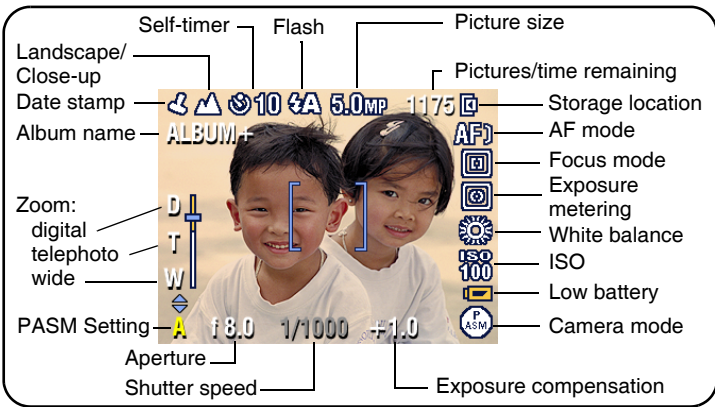 Self-timer
Flash
Picture size
Landscape/
Close-up
Pictures/time remaining
Date stamp
10 A 5.0MP 1175
Storage location
Album name
ALBUM+
AF
AF mode
Focus mode
Exposure
metering
Zoom:
digital
D
telephoto
T
wide
W
White balance
ISO
100
ISO
Low battery
PASM Setting
A f 8.0 1/1000 +1.0
P
ASM
Camera mode
Aperture
Shutter speed
Exposure compensation